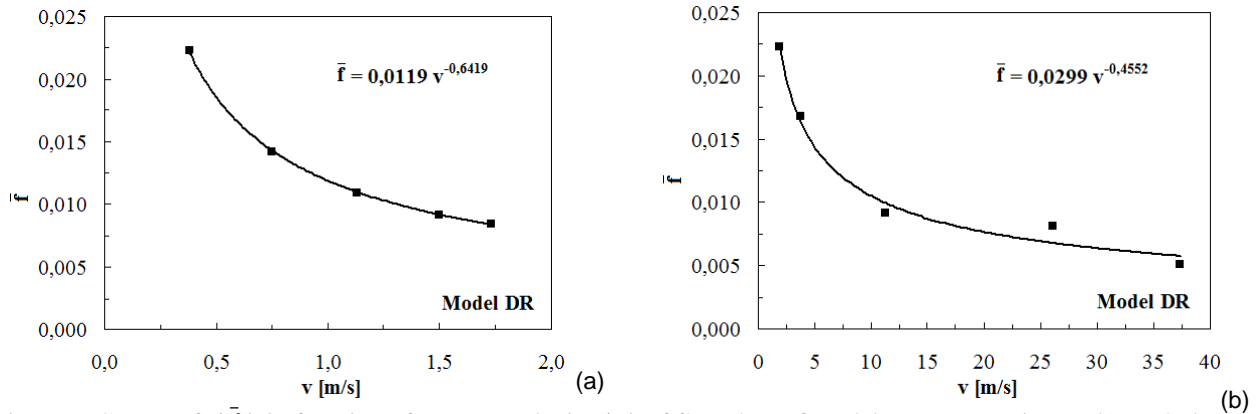 0,025
0,020
0,015
0,010
0,005
0,000
f̄
f̄ = 0,0119 v^-0,6419
Model DR
0,0 0,5 1,0 1,5 2,0
v [m/s]
(a)
0,025
0,020
0,015
0,010
0,005
0,000
f̄
f̄ = 0,0299 v^-0,4552
Model DR
0 5 10 15 20 25 30 35 40
v [m/s]
(b)